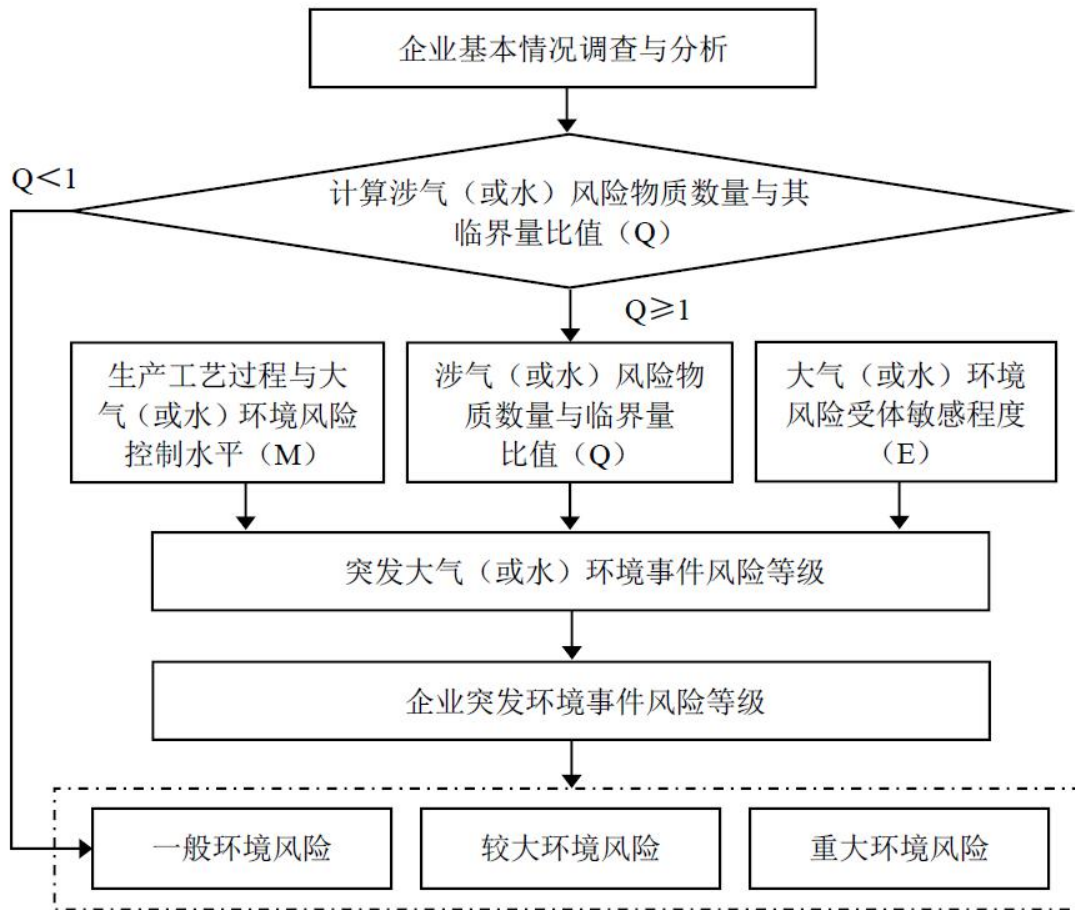 企业基本情况调查与分析
Q＜1
计算涉气（或水）风险物质数量与其
临界量比值（Q）
Q≥1
生产工艺过程与大
气（或水）环境风险
控制水平（M）
涉气（或水）风险物
质数量与临界量
比值（Q）
大气（或水）环境
风险受体敏感程度
（E）
突发大气（或水）环境事件风险等级
企业突发环境事件风险等级
一般环境风险
较大环境风险
重大环境风险